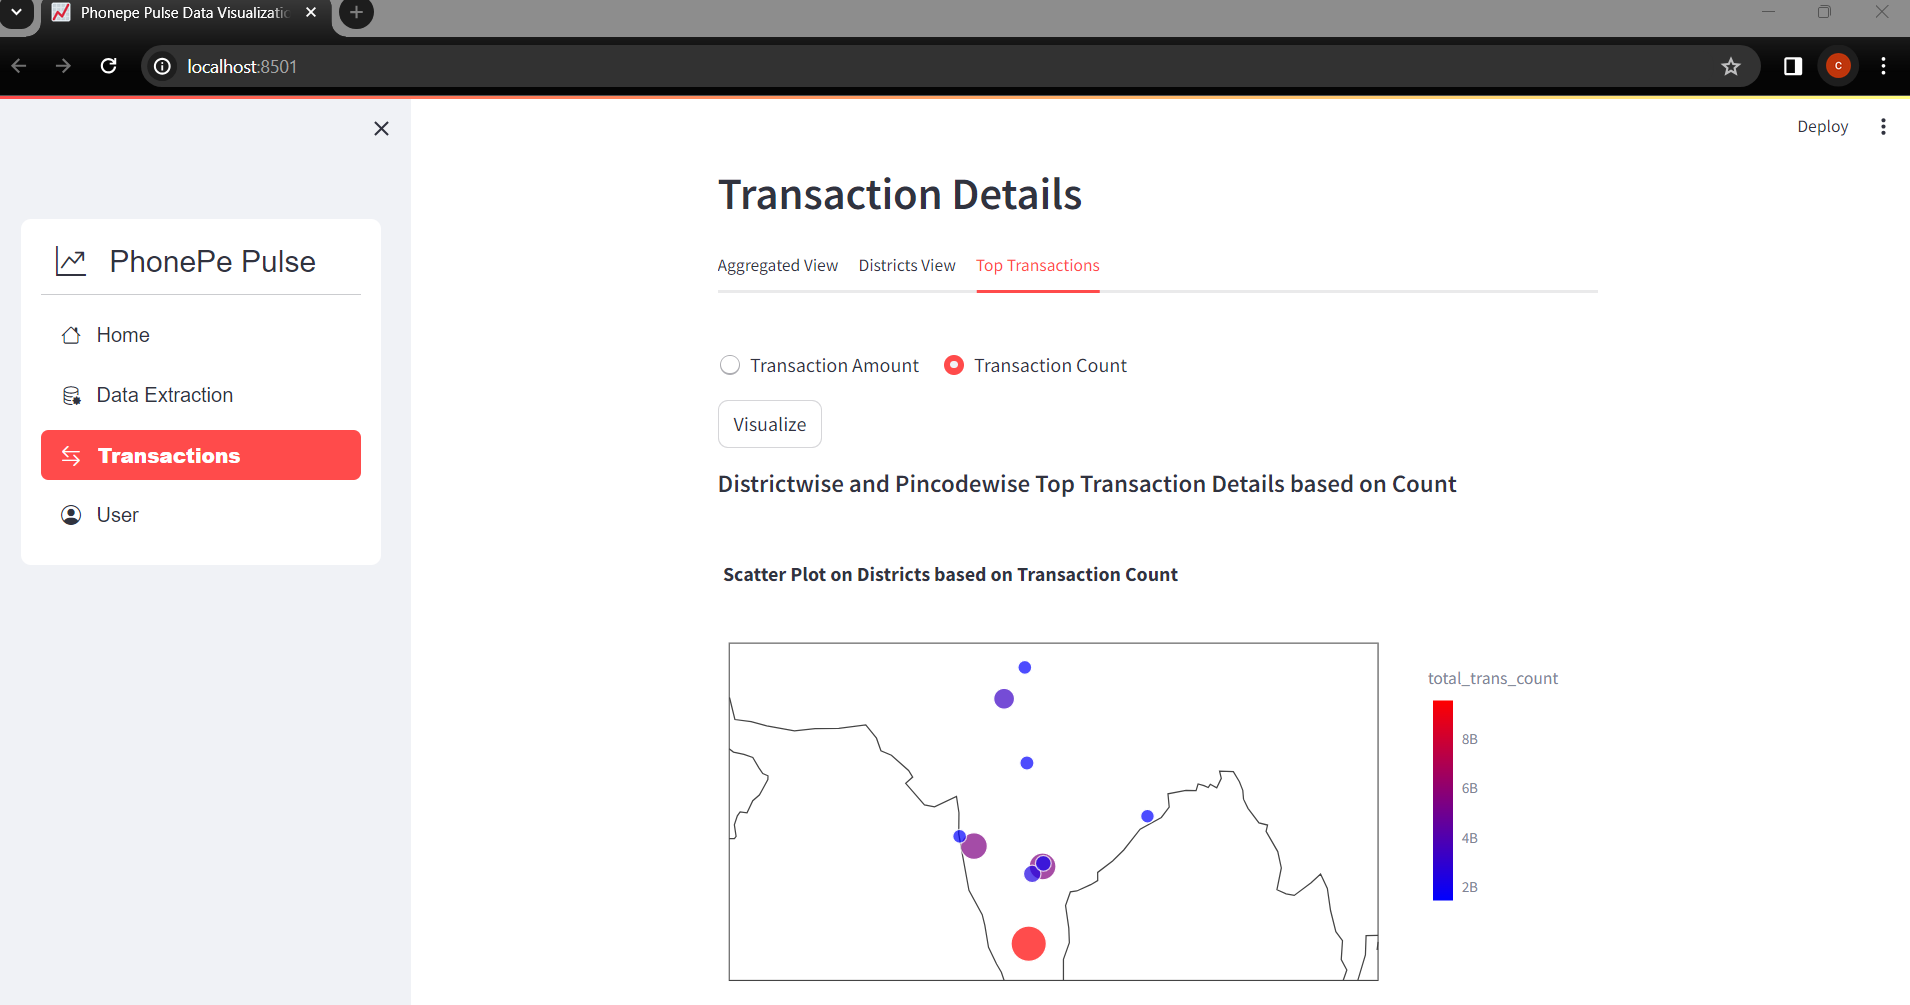 Phonepe Pulse Data Visualizatic
localhost:8501
Deploy
PhonePe Pulse
Home
Data Extraction
Transactions
User
Transaction Details
Aggregated View Districts View Top Transactions
Transaction Amount Transaction Count
Visualize
Districtwise and Pincodewise Top Transaction Details based on Count
Scatter Plot on Districts based on Transaction Count
total_trans_count
8B
6B
4B
2B
C